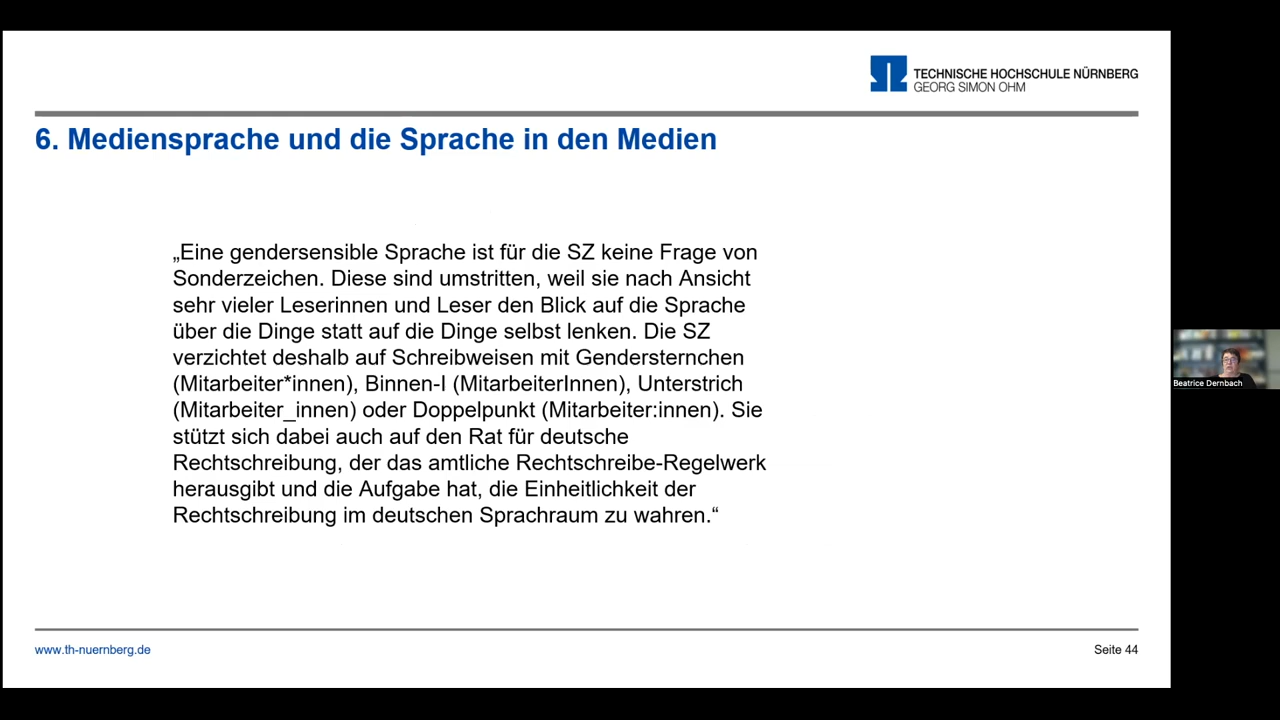 TECHNISCHE HOCHSCHULE NÜRNBERG
GEORG SIMON OHM
6. Mediensprache und die Sprache in den Medien
„Eine gendersensible Sprache ist für die SZ keine Frage von
Sonderzeichen. Diese sind umstritten, weil sie nach Ansicht
sehr vieler Leserinnen und Leser den Blick auf die Sprache
über die Dinge statt auf die Dinge selbst lenken. Die SZ
verzichtet deshalb auf Schreibweisen mit Gendersternchen
(Mitarbeiter*innen), Binnen-I (MitarbeiterInnen), Unterstrich
(Mitarbeiter_innen) oder Doppelpunkt (Mitarbeiter:innen). Sie
stützt sich dabei auch auf den Rat für deutsche
Rechtschreibung, der das amtliche Rechtschreibe-Regelwerk
herausgibt und die Aufgabe hat, die Einheitlichkeit der
Rechtschreibung im deutschen Sprachraum zu wahren.“
Beatrice Dernbach
www.th-nuernberg.de
Seite 44